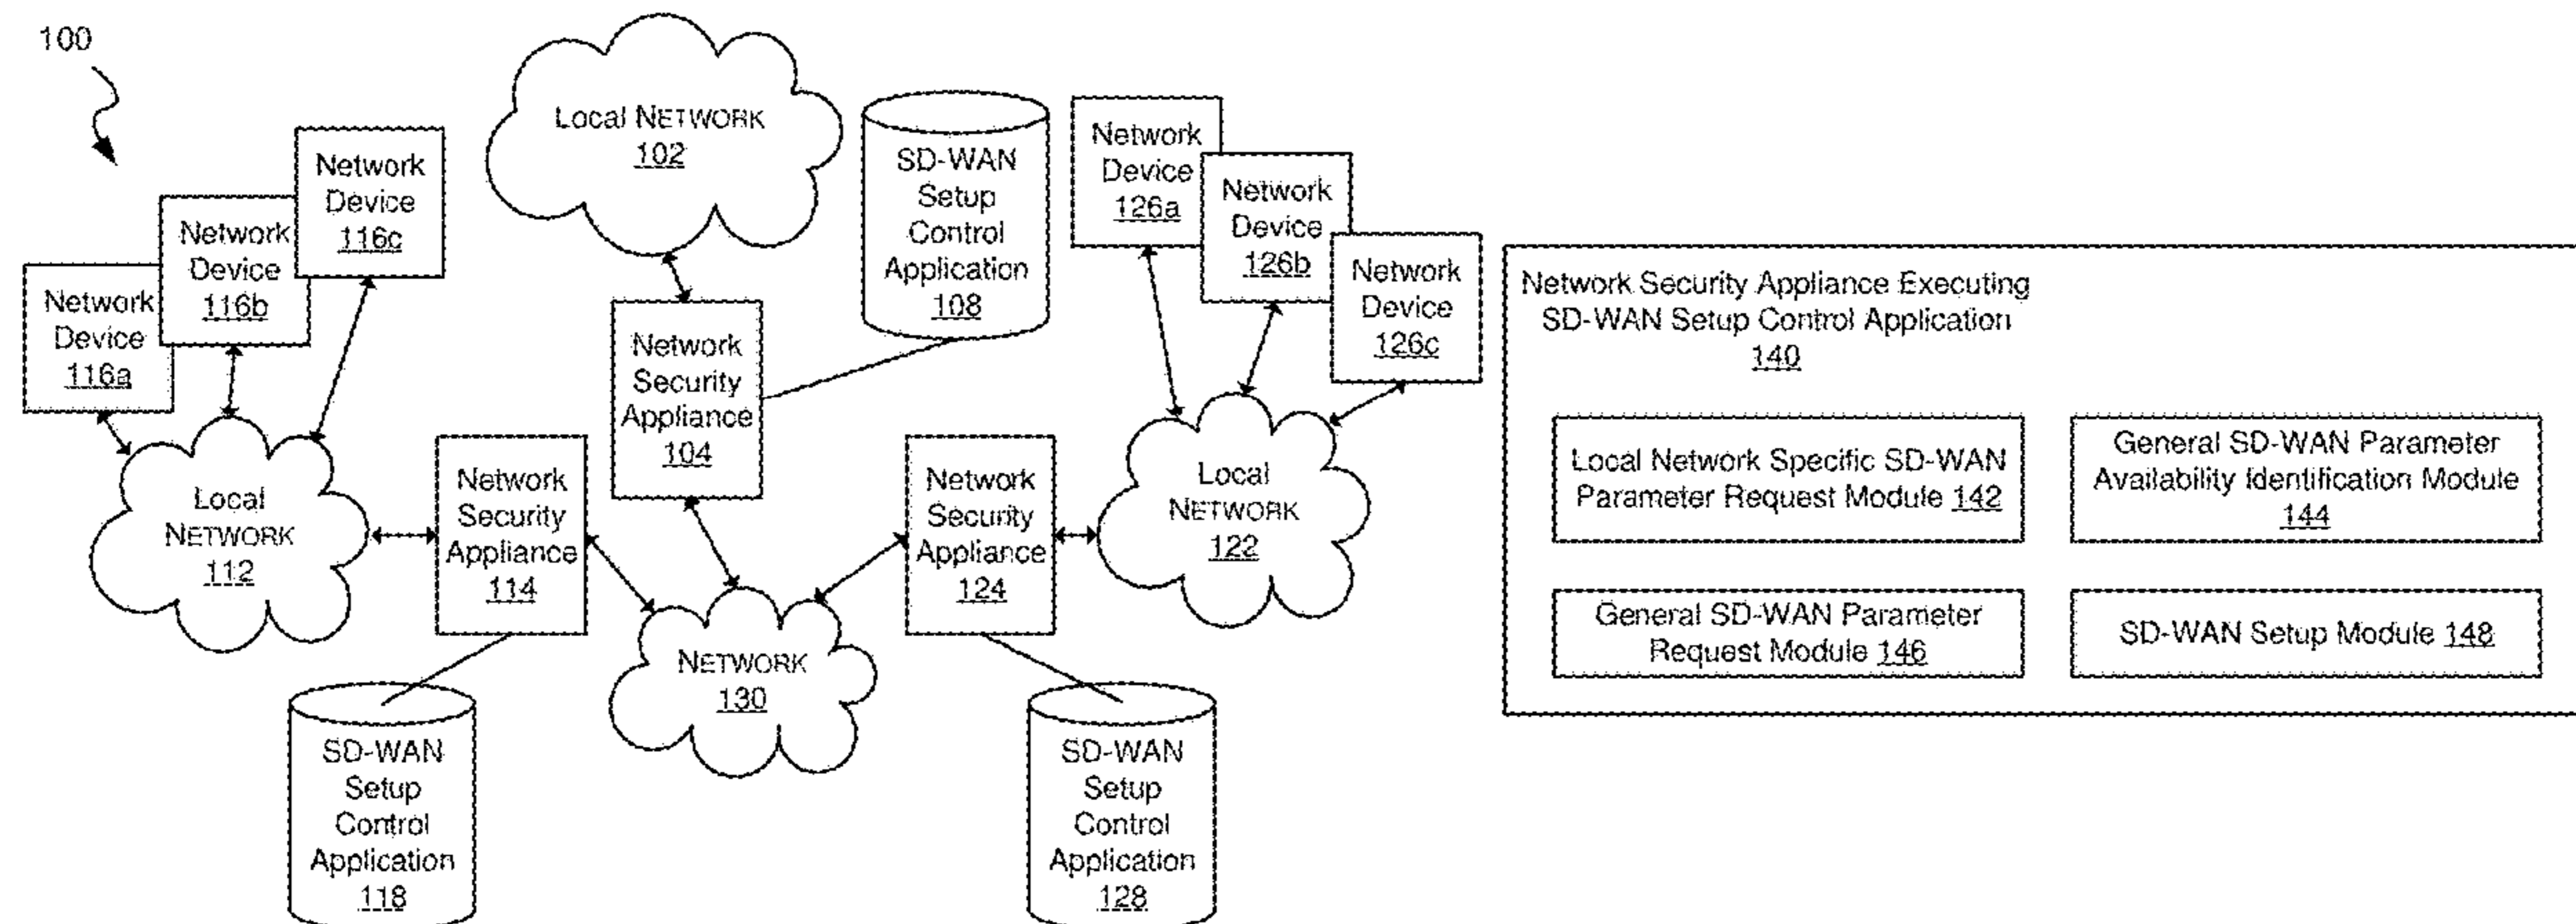 100
Network
Device
116a
Network
Device
116b
Network
Device
116c
Local NETWORK
102
SD-WAN
Setup
Control
Application
108
Network
Device
126a
Network
Device
126b
Network
Device
126c
Network
Security
Appliance
104
Local
NETWORK
112
Network
Security
Appliance
114
Network
Security
Appliance
124
Local
NETWORK
122
NETWORK
130
SD-WAN
Setup
Control
Application
118
SD-WAN
Setup
Control
Application
128
Network Security Appliance Executing
SD-WAN Setup Control Application
140
Local Network Specific SD-WAN
Parameter Request Module 142
General SD-WAN Parameter
Availability Identification Module
144
General SD-WAN Parameter
Request Module 146
SD-WAN Setup Module 148